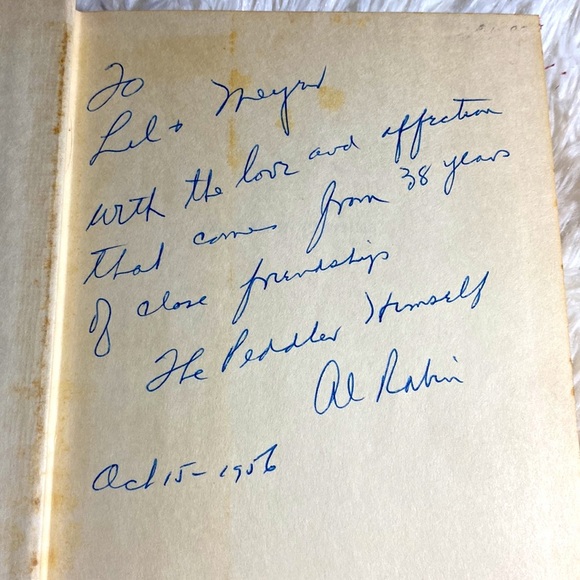 To
Lil + Meyer
with the love and affection
that comes from 38 years
of close friendship
The Peddler Himself
Al Rabin
Oct 15 - 1956